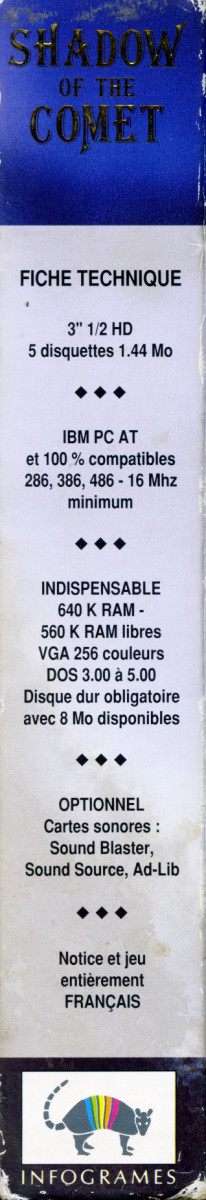 SHADOW
OF THE
COMET
FICHE TECHNIQUE
3" 1/2 HD
5 disquettes 1.44 Mo
IBM PC AT
et 100 % compatibles
286, 386, 486 - 16 Mhz
minimum
INDISPENSABLE
640 K RAM -
560 K RAM libres
VGA 256 couleurs
DOS 3.00 à 5.00
Disque dur obligatoire
avec 8 Mo disponibles
OPTIONNEL
Cartes sonores :
Sound Blaster,
Sound Source, Ad-Lib
Notice et jeu
entièrement
FRANÇAIS
INFOGRAMES